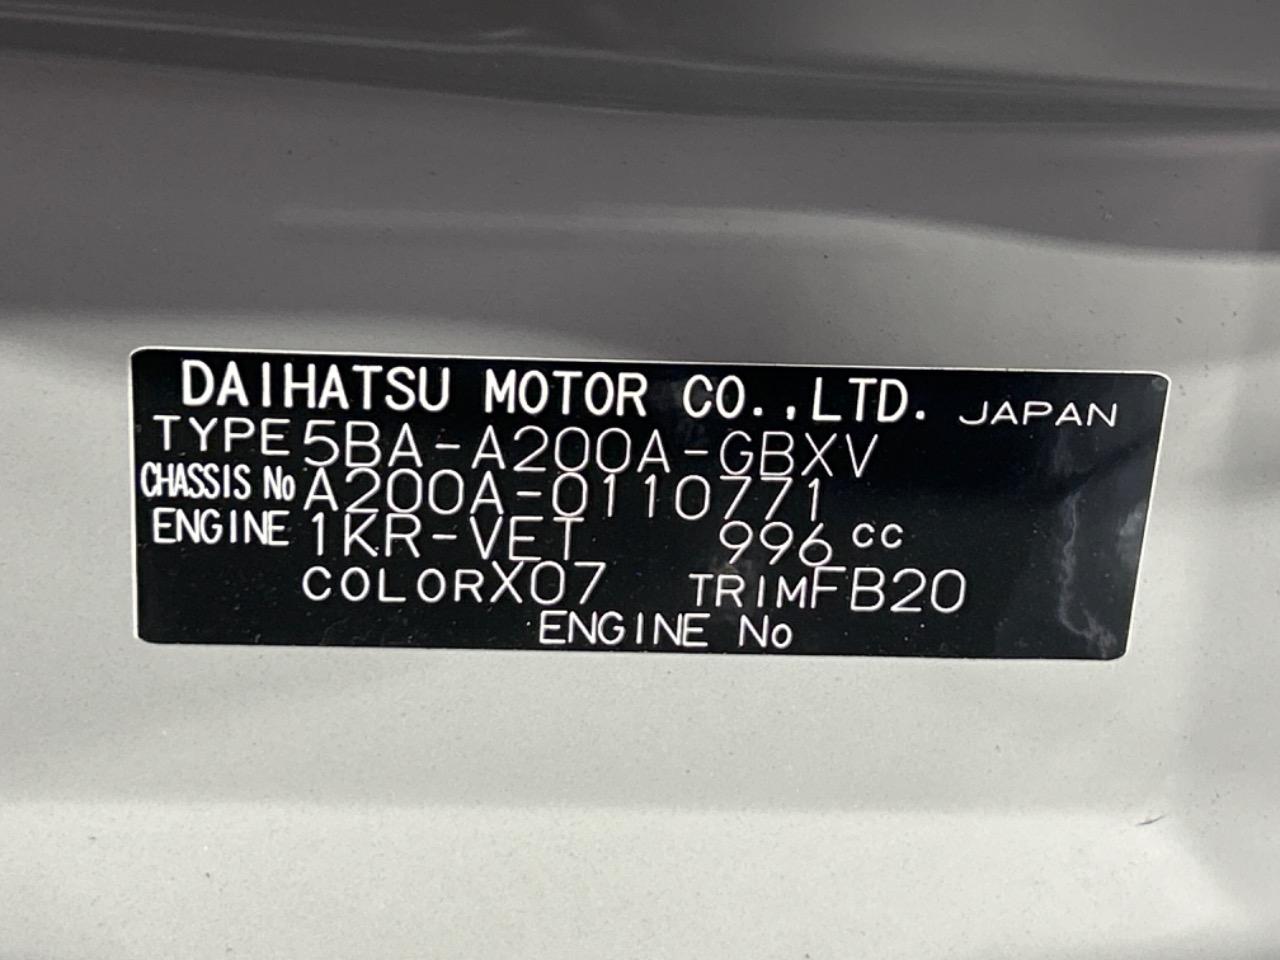 DAIHATSU MOTOR CO.,LTD. JAPAN
TYPE 5BA-A200A-GBXV
CHASSIS No A200A-0110771
ENGINE 1KR-VET 996 cc
COLOR X07 TRIM FB20
ENGINE No